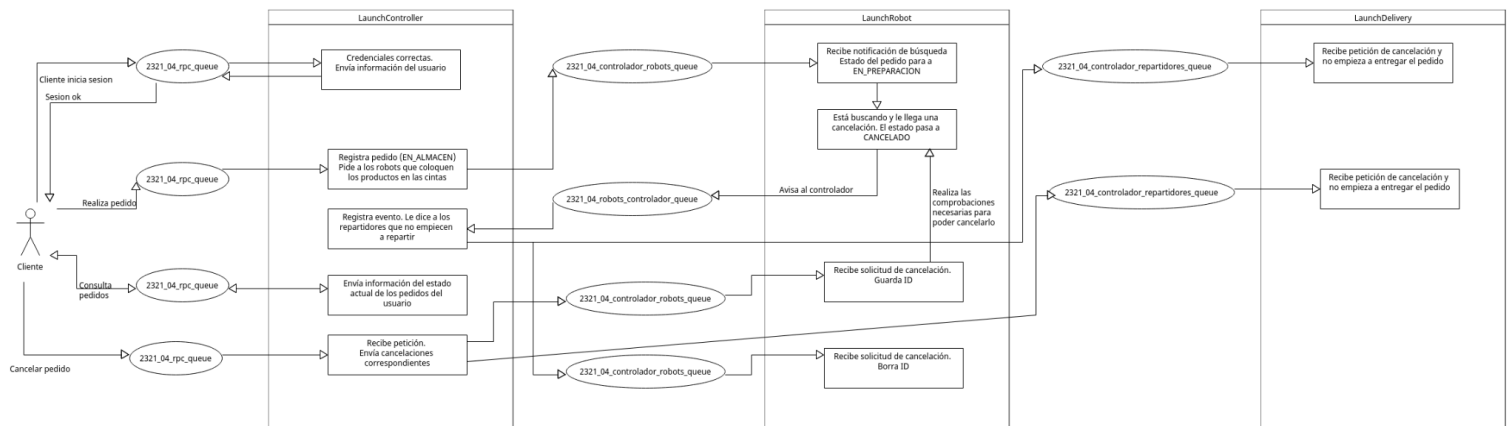 LaunchController
LaunchRobot
LaunchDelivery
2321_04_rpc_queue
Credenciales correctas.
Envía información del usuario
Cliente inicia sesion
Sesion ok
2321_04_controlador_robots_queue
Recibe notificación de búsqueda
Estado del pedido para a
EN_PREPARACION
2321_04_controlador_repartidores_queue
Recibe petición de cancelación y
no empieza a entregar el pedido
Está buscando y le llega una
cancelación. El estado pasa a
CANCELADO
2321_04_rpc_queue
Registra pedido (EN_ALMACEN)
Pide a los robots que coloquen
los productos en las cintas
Realiza pedido
2321_04_robots_controlador_queue
Avisa al controlador
Realiza las
comprobaciones
necesarias para
poder cancelarlo
2321_04_controlador_repartidores_queue
Recibe petición de cancelación y
no empieza a entregar el pedido
Registra evento. Le dice a los
repartidores que no empiecen
a repartir
Cliente
Consulta
pedidos
2321_04_rpc_queue
Envía información del estado
actual de los pedidos del
usuario
2321_04_controlador_robots_queue
Recibe solicitud de cancelación.
Guarda ID
Cancelar pedido
2321_04_rpc_queue
Recibe petición.
Envía cancelaciones
correspondientes
2321_04_controlador_robots_queue
Recibe solicitud de cancelación.
Borra ID